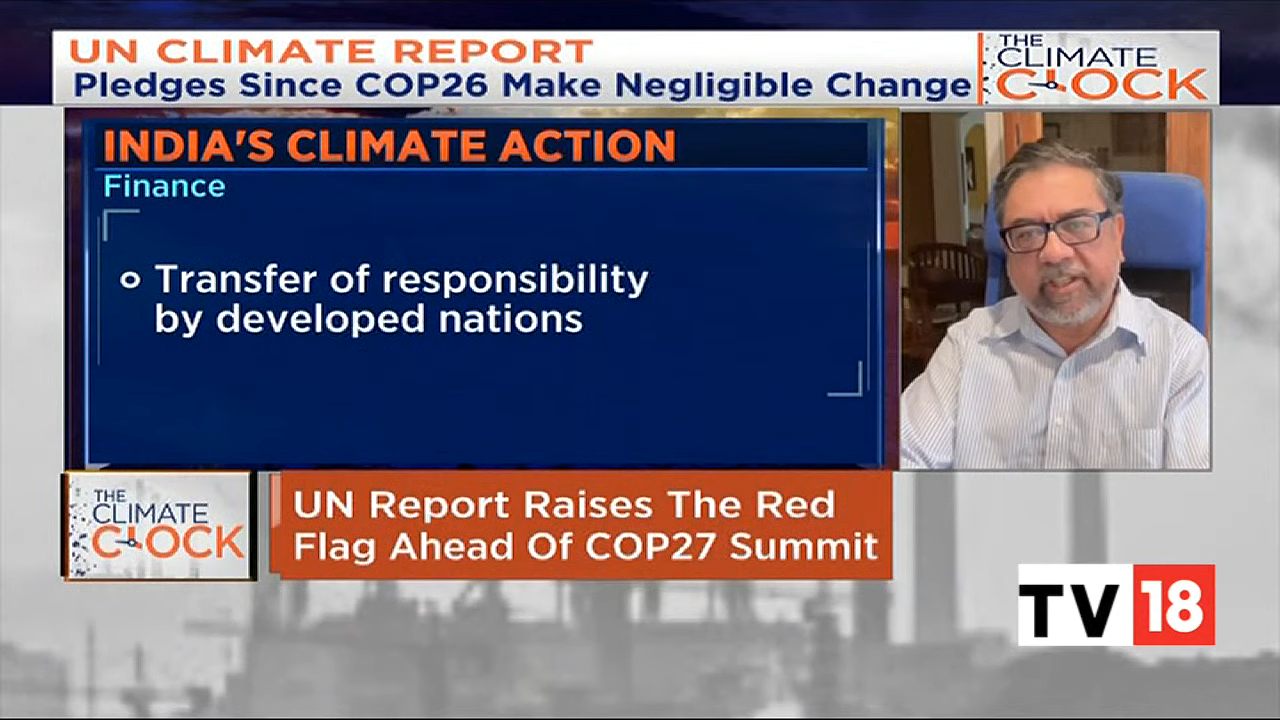 UN CLIMATE REPORT
Pledges Since COP26 Make Negligible Change
THE
CLIMATE
CLOCK
INDIA'S CLIMATE ACTION
Finance
Transfer of responsibility
by developed nations
THE
CLIMATE
CLOCK
UN Report Raises The Red
Flag Ahead Of COP27 Summit
TV18